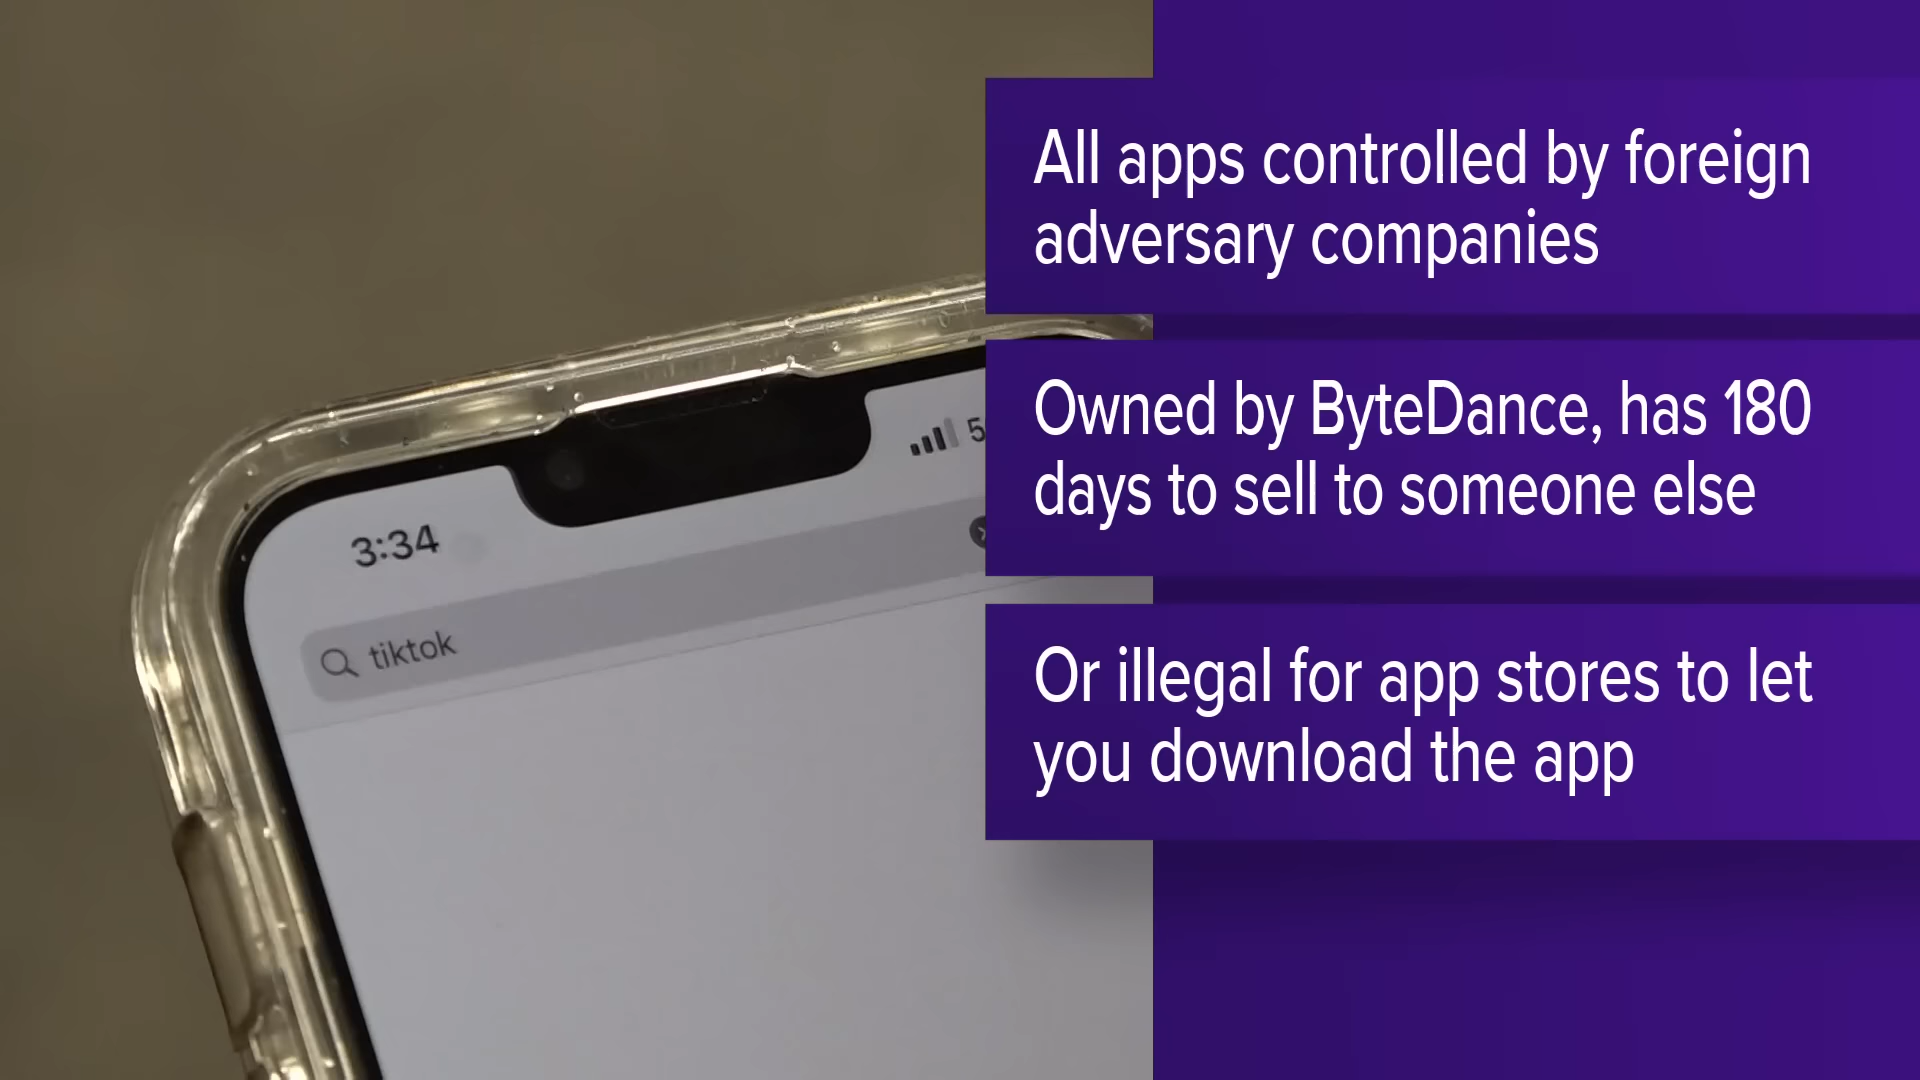 All apps controlled by foreign
adversary companies
Owned by ByteDance, has 180
days to sell to someone else
Or illegal for app stores to let
you download the app
3:34
5
tiktok